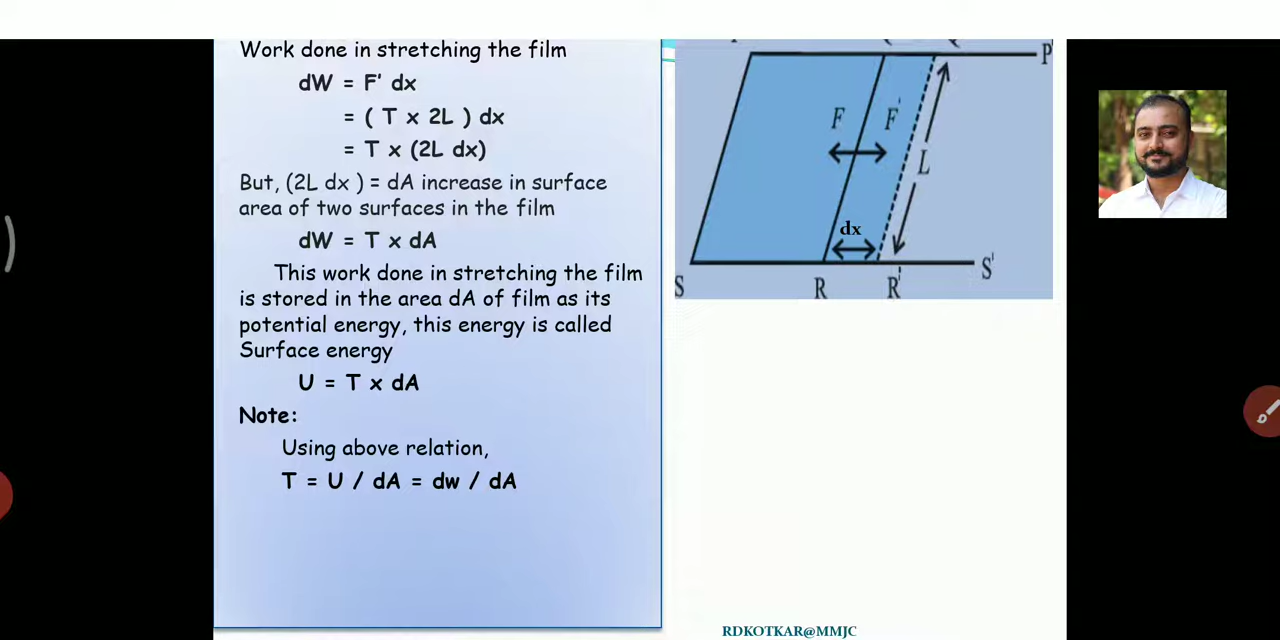 Work done in stretching the film
dW = F' dx
= ( T x 2L ) dx
= T x (2L dx)
But, (2L dx ) = dA increase in surface
area of two surfaces in the film
dW = T x dA
This work done in stretching the film
is stored in the area dA of film as its
potential energy, this energy is called
Surface energy
U = T x dA
Note:
Using above relation,
T = U / dA = dw / dA
P'
F F'
L
dx
S R R' S'
RDKOTKAR@MMJC